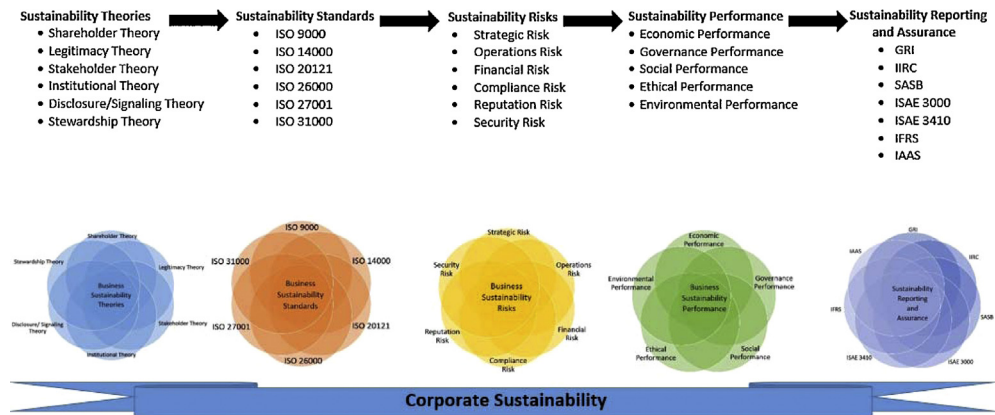 Sustainability Theories
• Shareholder Theory
• Legitimacy Theory
• Stakeholder Theory
• Institutional Theory
• Disclosure/Signaling Theory
• Stewardship Theory
Sustainability Standards
• ISO 9000
• ISO 14000
• ISO 20121
• ISO 26000
• ISO 27001
• ISO 31000
Sustainability Risks
• Strategic Risk
• Operations Risk
• Financial Risk
• Compliance Risk
• Reputation Risk
• Security Risk
Sustainability Performance
• Economic Performance
• Governance Performance
• Social Performance
• Ethical Performance
• Environmental Performance
Sustainability Reporting
and Assurance
• GRI
• IIRC
• SASB
• ISAE 3000
• ISAE 3410
• IFRS
• IAAS
Shareholder Theory
Legitimacy Theory
Stakeholder Theory
Institutional Theory
Disclosure/ Signaling
Theory
Stewardship Theory
Business
Sustainability
Theories
ISO 9000
ISO 14000
ISO 20121
ISO 26000
ISO 27001
ISO 31000
Business
Sustainability
Standards
Strategic Risk
Operations
Risk
Financial
Risk
Compliance
Risk
Reputation
Risk
Security
Risk
Business
Sustainability
Risks
Economic
Performance
Governance
Performance
Social
Performance
Ethical
Performance
Environmental
Performance
Business
Sustainability
Performance
GRI
IIRC
SASB
ISAE 3000
ISAE 3410
IFRS
IAAS
Sustainability
Reporting
and
Assurance
Corporate Sustainability